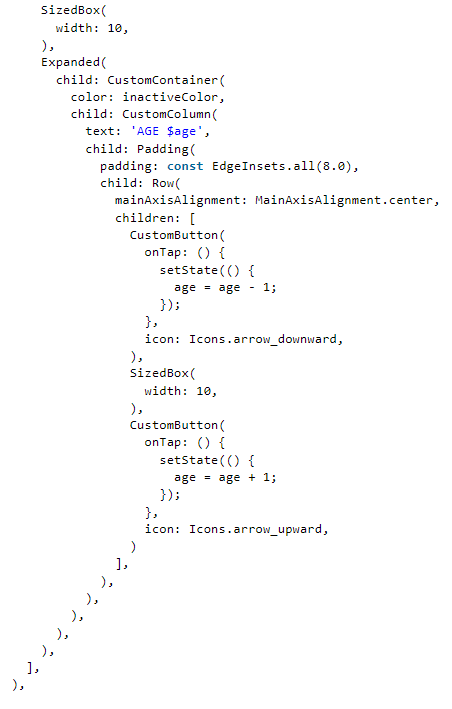 SizedBox(
  width: 10,
),
Expanded(
  child: CustomContainer(
    color: inactiveColor,
    child: CustomColumn(
      text: 'AGE $age',
      child: Padding(
        padding: const EdgeInsets.all(8.0),
        child: Row(
          mainAxisAlignment: MainAxisAlignment.center,
          children: [
            CustomButton(
              onTap: () {
                setState(() {
                  age = age - 1;
                });
              },
              icon: Icons.arrow_downward,
            ),
            SizedBox(
              width: 10,
            ),
            CustomButton(
              onTap: () {
                setState(() {
                  age = age + 1;
                });
              },
              icon: Icons.arrow_upward,
            )
          ],
        ),
      ),
    ),
  ),
),
],
),